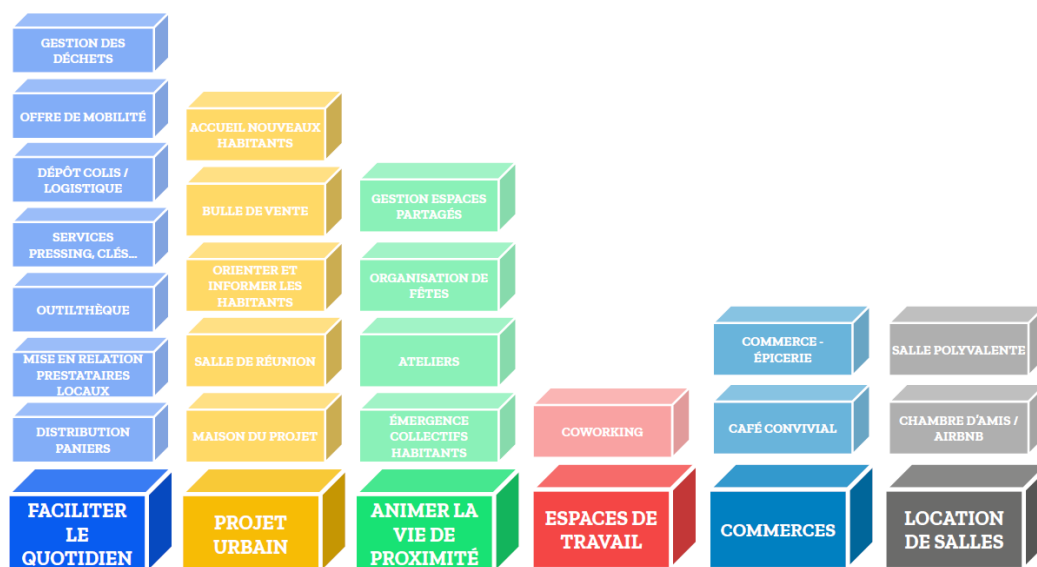 GESTION DES
DÉCHETS
OFFRE DE MOBILITÉ
DÉPÔT COLIS /
LOGISTIQUE
SERVICES
PRESSING, CLÉS...
OUTILTHÈQUE
MISE EN RELATION
PRESTATAIRES
LOCAUX
DISTRIBUTION
PANIERS
FACILITER
LE
QUOTIDIEN
ACCUEIL NOUVEAUX
HABITANTS
BULLE DE VENTE
ORIENTER ET
INFORMER LES
HABITANTS
SALLE DE RÉUNION
MAISON DU PROJET
PROJET
URBAIN
GESTION ESPACES
PARTAGÉS
ORGANISATION DE
FÊTES
ATELIERS
ÉMERGENCE
COLLECTIFS
HABITANTS
ANIMER LA
VIE DE
PROXIMITÉ
COWORKING
ESPACES DE
TRAVAIL
COMMERCE -
ÉPICERIE
CAFÉ CONVIVIAL
COMMERCES
SALLE POLYVALENTE
CHAMBRE D'AMIS /
AIRBNB
LOCATION
DE SALLES